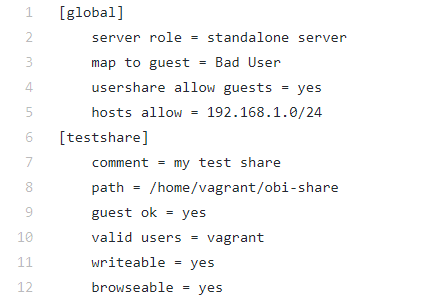 1 [global]
2 server role = standalone server
3 map to guest = Bad User
4 usershare allow guests = yes
5 hosts allow = 192.168.1.0/24
6 [testshare]
7 comment = my test share
8 path = /home/vagrant/obi-share
9 guest ok = yes
10 valid users = vagrant
11 writeable = yes
12 browseable = yes